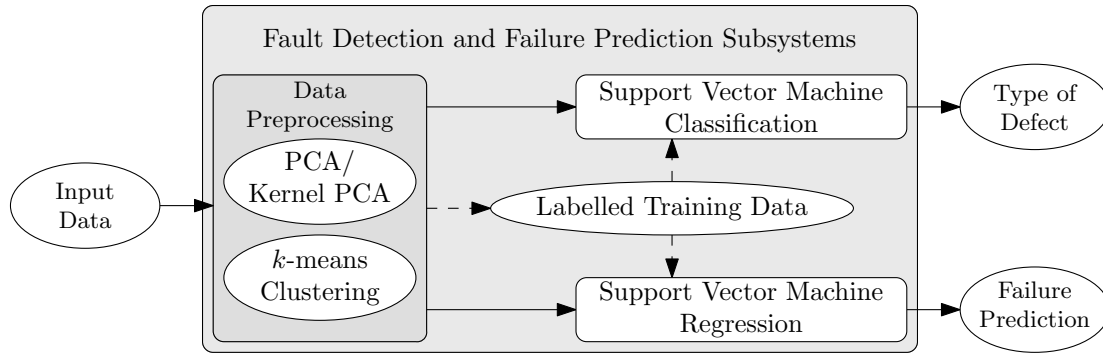 Fault Detection and Failure Prediction Subsystems
Input
Data
Data
Preprocessing
PCA/
Kernel PCA
k-means
Clustering
Support Vector Machine
Classification
Labelled Training Data
Support Vector Machine
Regression
Type of
Defect
Failure
Prediction